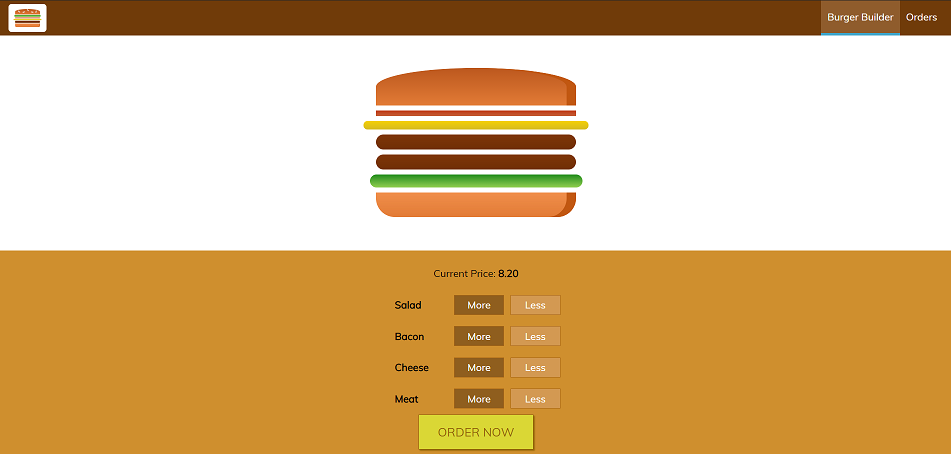 Burger Builder Orders
Current Price: 8.20
Salad More Less
Bacon More Less
Cheese More Less
Meat More Less
ORDER NOW